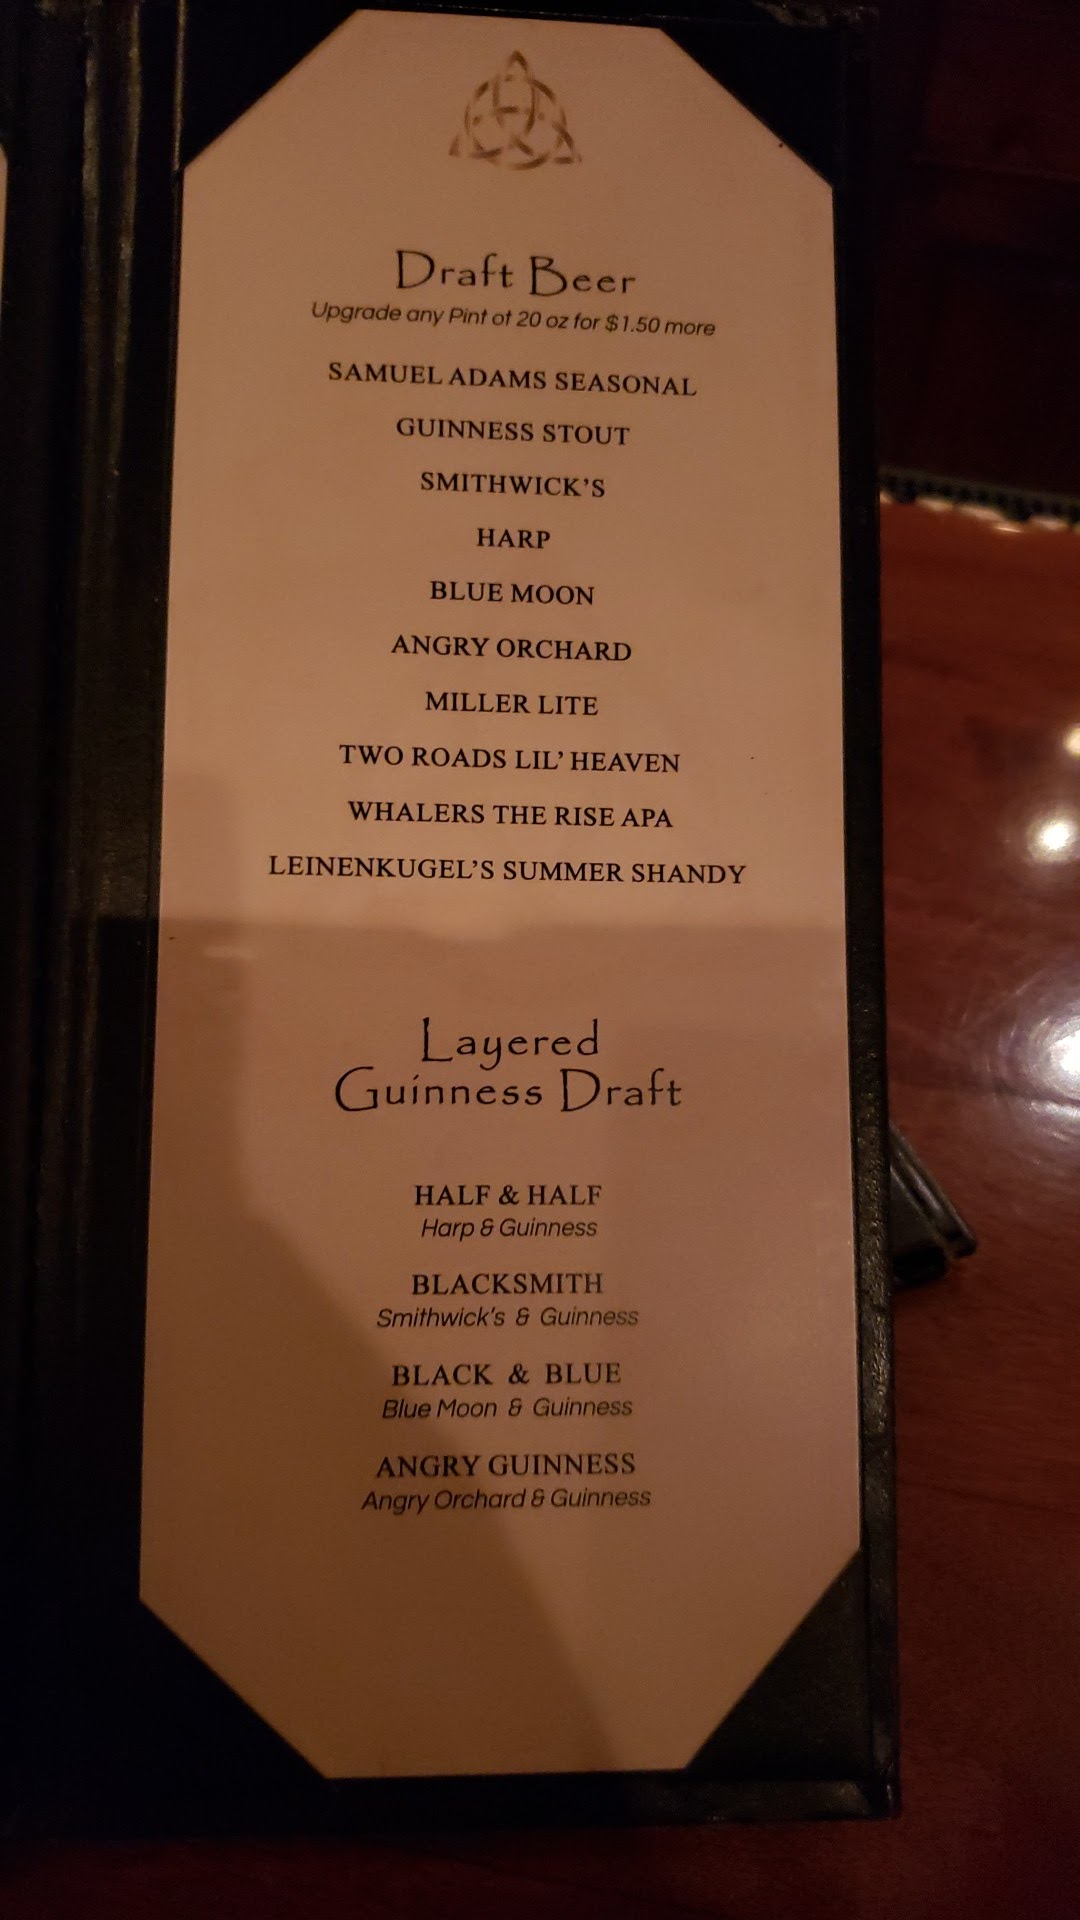 Draft Beer
Upgrade any Pint ot 20 oz for $1.50 more
SAMUEL ADAMS SEASONAL
GUINNESS STOUT
SMITHWICK'S
HARP
BLUE MOON
ANGRY ORCHARD
MILLER LITE
TWO ROADS LIL' HEAVEN
WHALERS THE RISE APA
LEINENKUGEL'S SUMMER SHANDY
Layered
Guinness Draft
HALF & HALF
Harp & Guinness
BLACKSMITH
Smithwick's & Guinness
BLACK & BLUE
Blue Moon & Guinness
ANGRY GUINNESS
Angry Orchard & Guinness